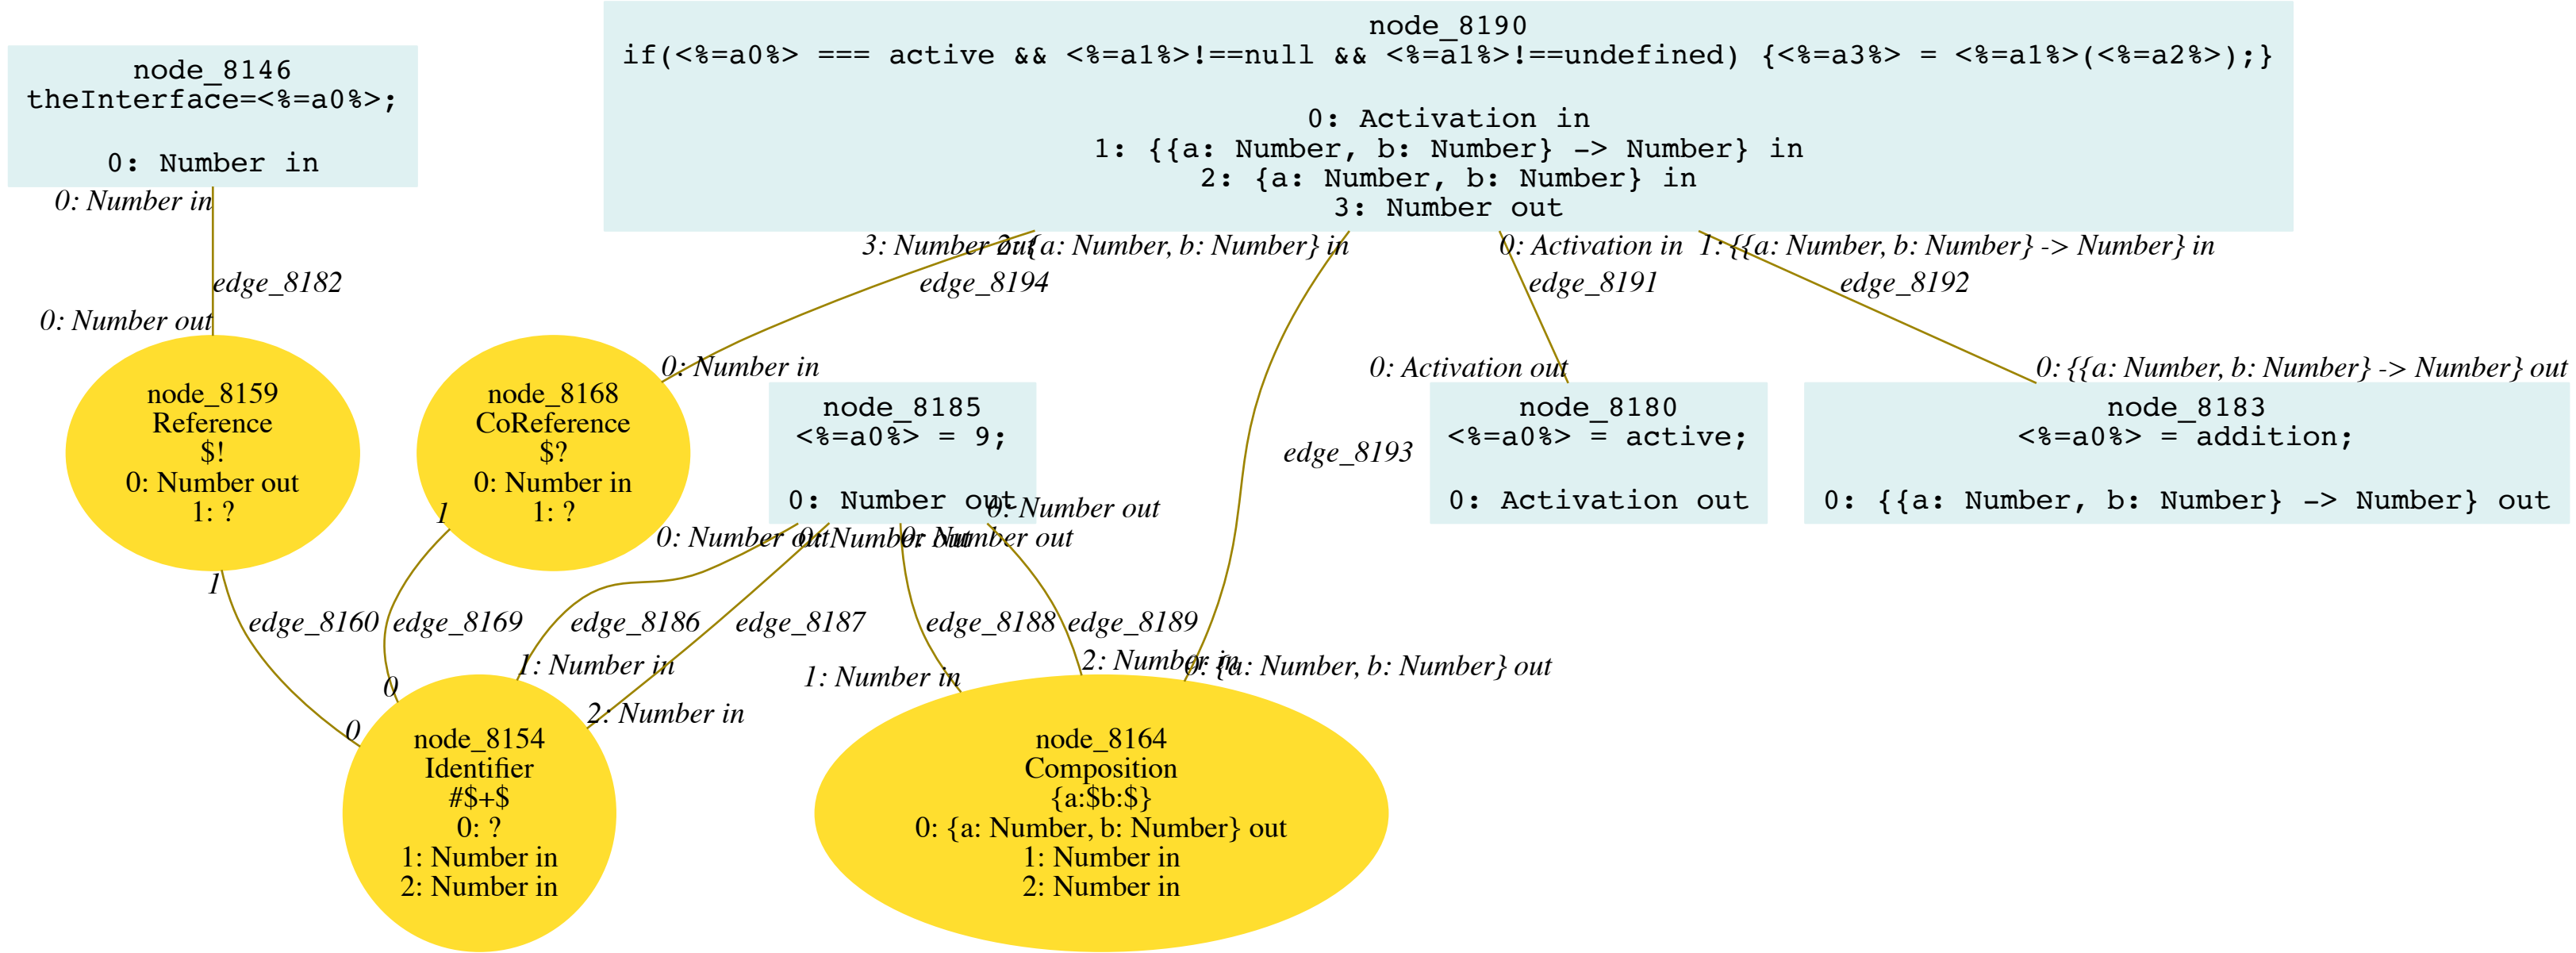 node_8190
if(<%=a0%> === active && <%=a1%>!==null && <%=a1%>!==undefined) {<%=a3%> = <%=a1%>(<%=a2%>);}
0: Activation in
1: {{a: Number, b: Number} -> Number} in
2: {a: Number, b: Number} in
3: Number out
node_8146
theInterface=<%=a0%>;
0: Number in
0: Number in
edge_8182
0: Number out
3: Number out
2: {a: Number, b: Number} in
0: Activation in
1: {{a: Number, b: Number} -> Number} in
edge_8194
edge_8191
edge_8192
0: Number in
0: Activation out
0: {{a: Number, b: Number} -> Number} out
node_8159
Reference
$!
0: Number out
1: ?
node_8168
CoReference
$?
0: Number in
1: ?
node_8185
<%=a0%> = 9;
0: Number out
edge_8193
node_8180
<%=a0%> = active;
0: Activation out
node_8183
<%=a0%> = addition;
0: {{a: Number, b: Number} -> Number} out
1
1
0: Number out
0: Number out
0: Number out
0: Number out
edge_8160
edge_8169
edge_8186
edge_8187
edge_8188
edge_8189
0
0
1: Number in
2: Number in
1: Number in
2: Number in
0: {a: Number, b: Number} out
node_8154
Identifier
#$+$
0: ?
1: Number in
2: Number in
node_8164
Composition
{a:$b:$}
0: {a: Number, b: Number} out
1: Number in
2: Number in